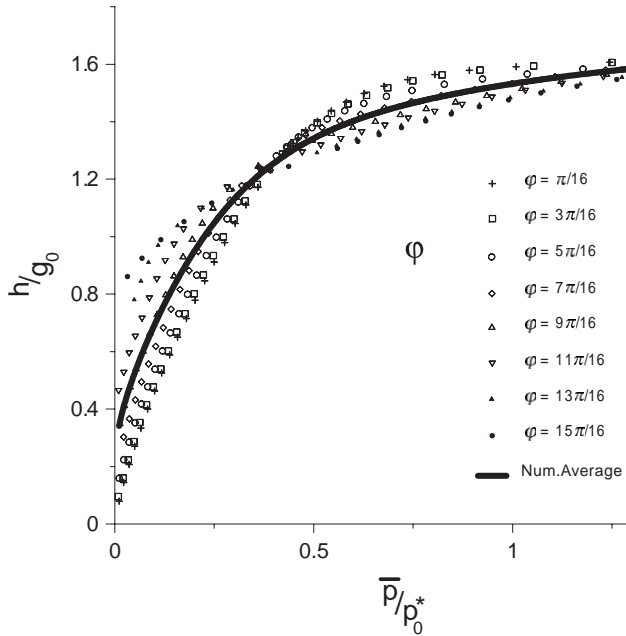 h/g₀
1.6
1.2
0.8
0.4
0
0
0.5
1
p̅/p₀*
φ
+ φ = π/16
□ φ = 3π/16
○ φ = 5π/16
◇ φ = 7π/16
△ φ = 9π/16
▽ φ = 11π/16
▲ φ = 13π/16
● φ = 15π/16
Num.Average